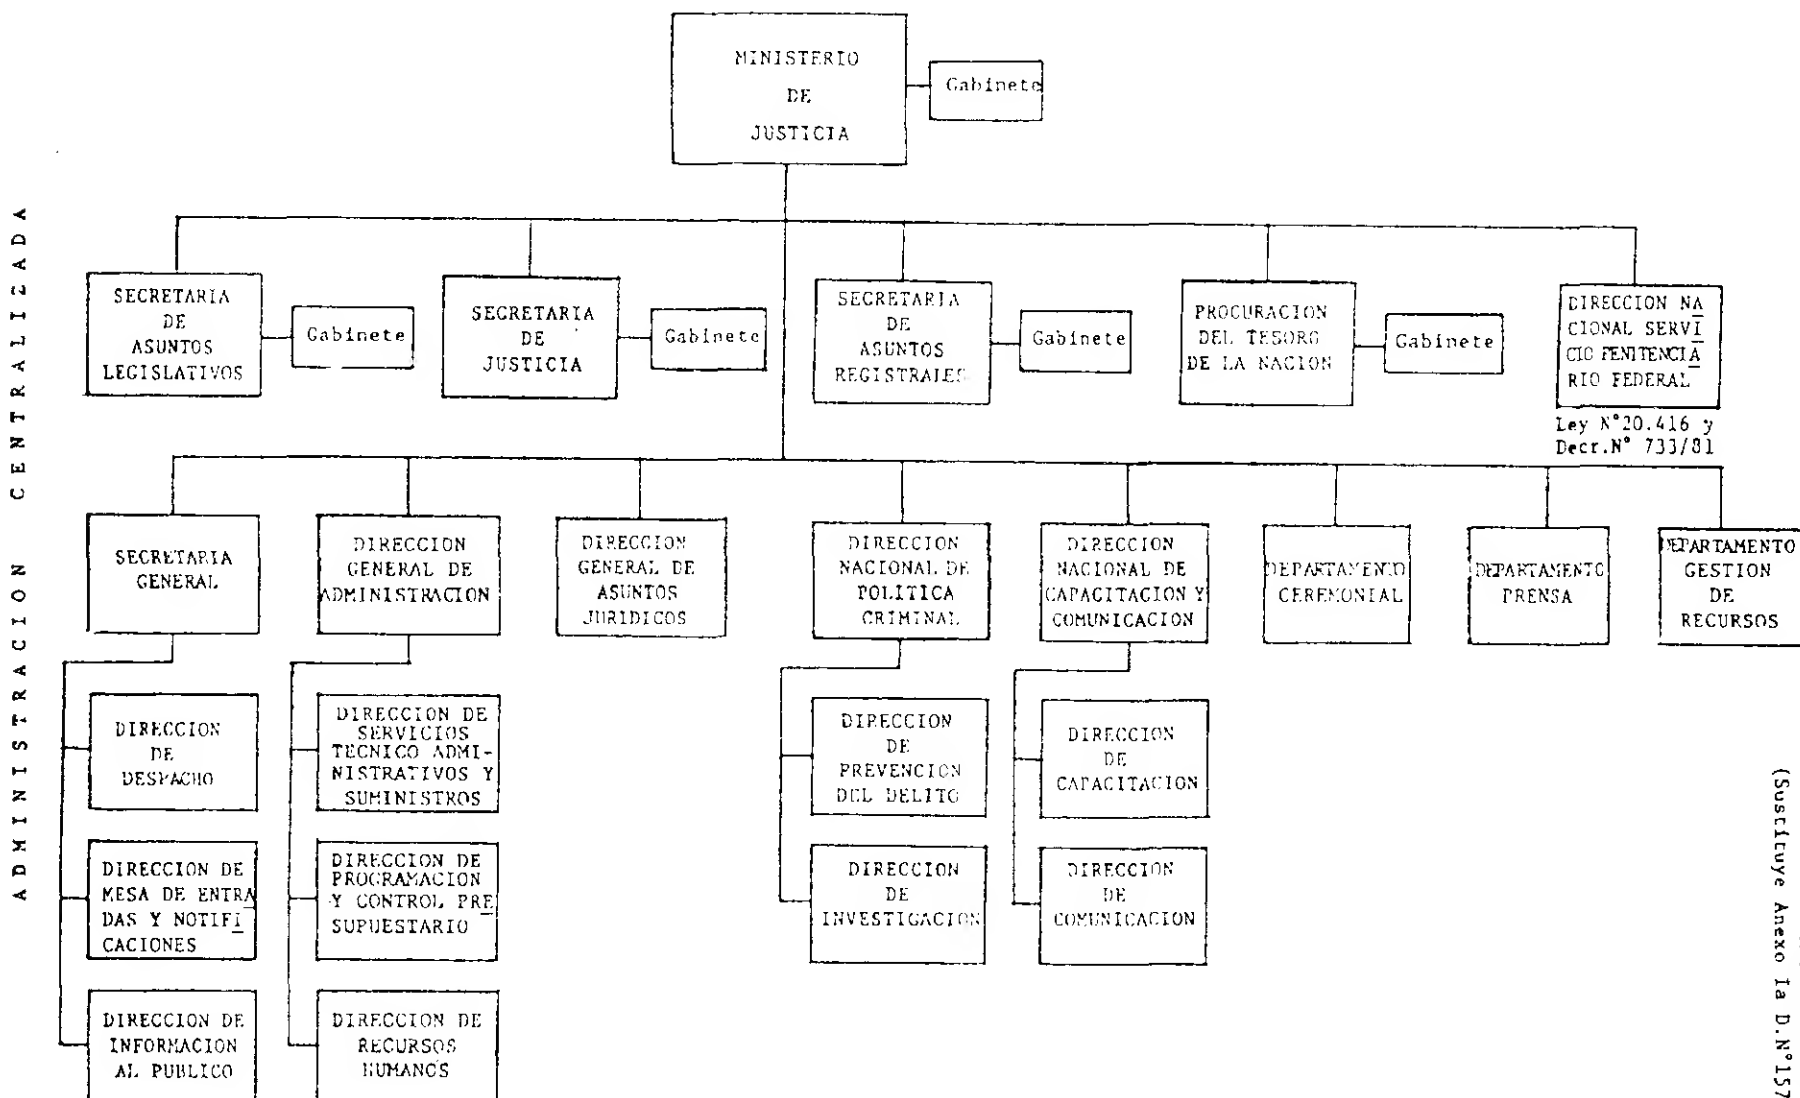 MINISTERIO
DE
JUSTICIA
Gabinete
ADMINISTRACION CENTRALIZADA
SECRETARIA
DE
ASUNTOS
LEGISLATIVOS
Gabinete
SECRETARIA
DE
JUSTICIA
Gabinete
SECRETARIA
DE
ASUNTOS
REGISTRALES
Gabinete
PROCURACION
DEL TESORO
DE LA NACION
Gabinete
DIRECCION NA
CIONAL SERVI
CIO PENITENCIA
RIO FEDERAL
Ley N°20.416 y
Decr.N° 733/81
SECRETARIA
GENERAL
DIRECCION
GENERAL DE
ADMINISTRACION
DIRECCION
GENERAL DE
ASUNTOS
JURIDICOS
DIRECCION
NACIONAL DE
POLITICA
CRIMINAL
DIRECCION
NACIONAL DE
CAPACITACION Y
COMUNICACION
DEPARTAMENTO
CEREMONIAL
DEPARTAMENTO
PRENSA
DEPARTAMENTO
GESTION
DE
RECURSOS
DIRECCION
DE
DESPACHO
DIRECCION DE
SERVICIOS
TECNICO ADMI-
NISTRATIVOS Y
SUMINISTROS
DIRECCION
DE
PREVENCION
DEL DELITO
DIRECCION
DE
CAPACITACION
DIRECCION DE
MESA DE ENTRA
DAS Y NOTIFI
CACIONES
DIRECCION DE
PROGRAMACION
Y CONTROL PRE
SUPUESTARIO
DIRECCION
DE
INVESTIGACION
DIRECCION
DE
COMUNICACION
DIRECCION DE
INFORMACION
AL PUBLICO
DIRECCION DE
RECURSOS
HUMANOS
(Sustituye Anexo Ia D.N°157